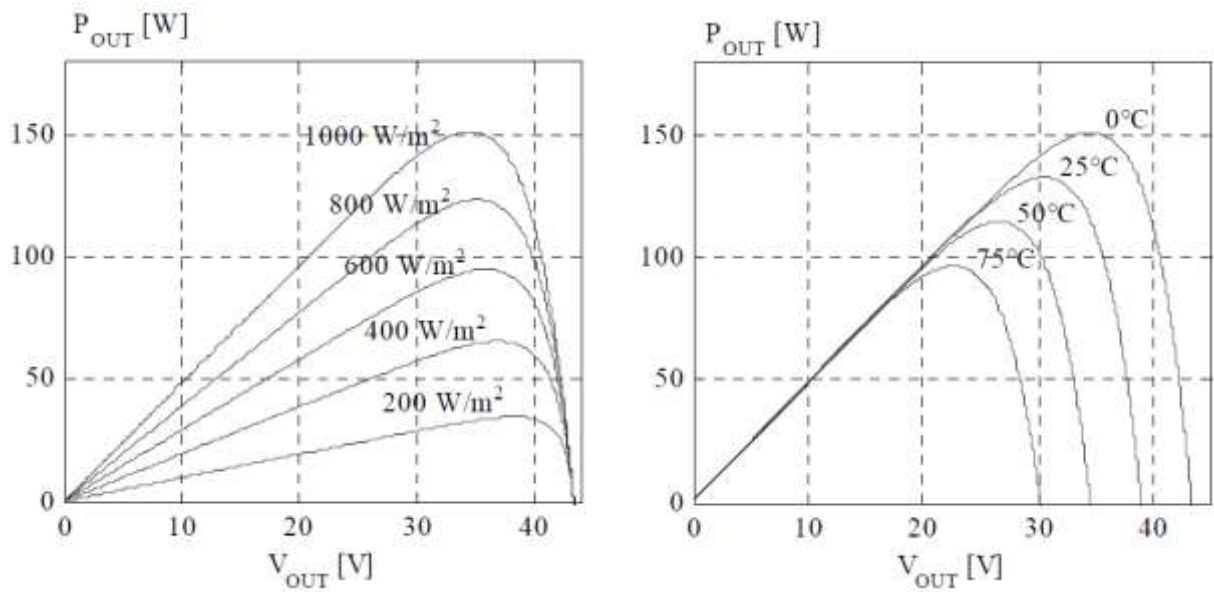 P_OUT [W]
150
100
50
0
1000 W/m²
800 W/m²
600 W/m²
400 W/m²
200 W/m²
0 10 20 30 40
V_OUT [V]
P_OUT [W]
150
100
50
0
0°C
25°C
50°C
75°C
0 10 20 30 40
V_OUT [V]